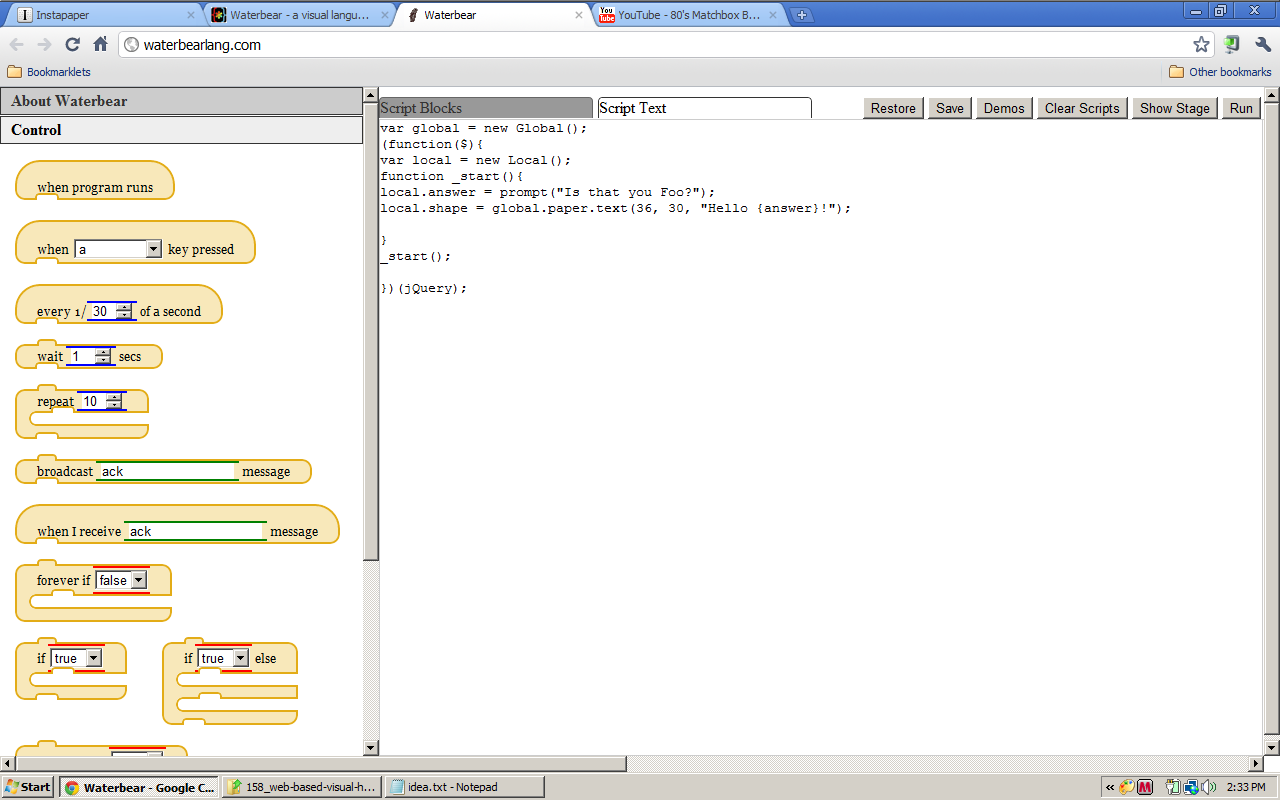 Instapaper
Waterbear - a visual langu...
Waterbear
YouTube - 80's Matchbox B...
waterbearlang.com
Bookmarklets
Other bookmarks
About Waterbear
Control
when program runs
when a key pressed
every 1/ 30 of a second
wait 1 secs
repeat 10
broadcast ack message
when I receive ack message
forever if false
if true
if true else
Script Blocks
Script Text
Restore
Save
Demos
Clear Scripts
Show Stage
Run
var global = new Global();
(function($){
var local = new Local();
function _start(){
local.answer = prompt("Is that you Foo?");
local.shape = global.paper.text(36, 30, "Hello {answer}!");
}
_start();
})(jQuery);
Start
Waterbear - Google C...
158_web-based-visual-h...
idea.txt - Notepad
2:33 PM